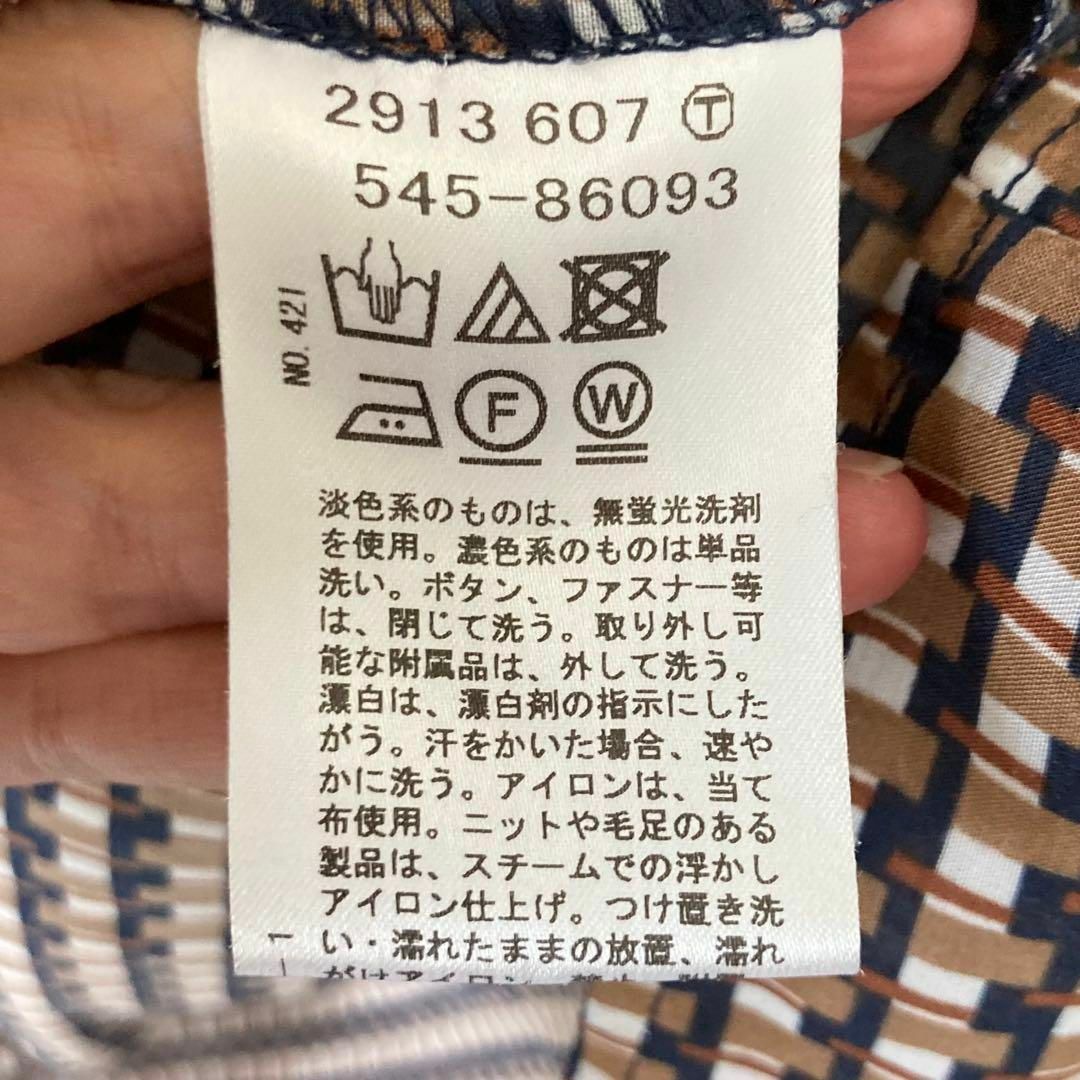 2913 607 Ⓣ
545-86093
NO. 421
F
W
淡色系のものは、無蛍光洗剤
を使用。濃色系のものは単品
洗い。ボタン、ファスナー等
は、閉じて洗う。取り外し可
能な附属品は、外して洗う。
漂白は、漂白剤の指示にした
がう。汗をかいた場合、速や
かに洗う。アイロンは、当て
布使用。ニットや毛足のある
製品は、スチームでの浮かし
アイロン仕上げ。つけ置き洗
い・濡れたままの放置、濡れ